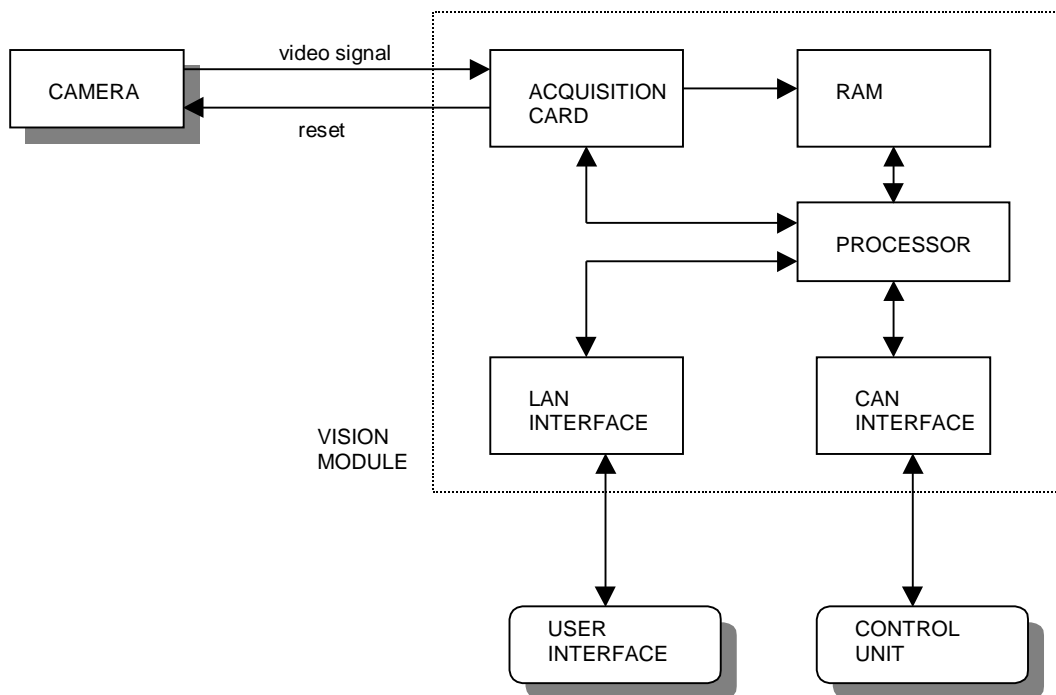 video signal
CAMERA
reset
ACQUISITION
CARD
RAM
PROCESSOR
LAN
INTERFACE
CAN
INTERFACE
VISION
MODULE
USER
INTERFACE
CONTROL
UNIT